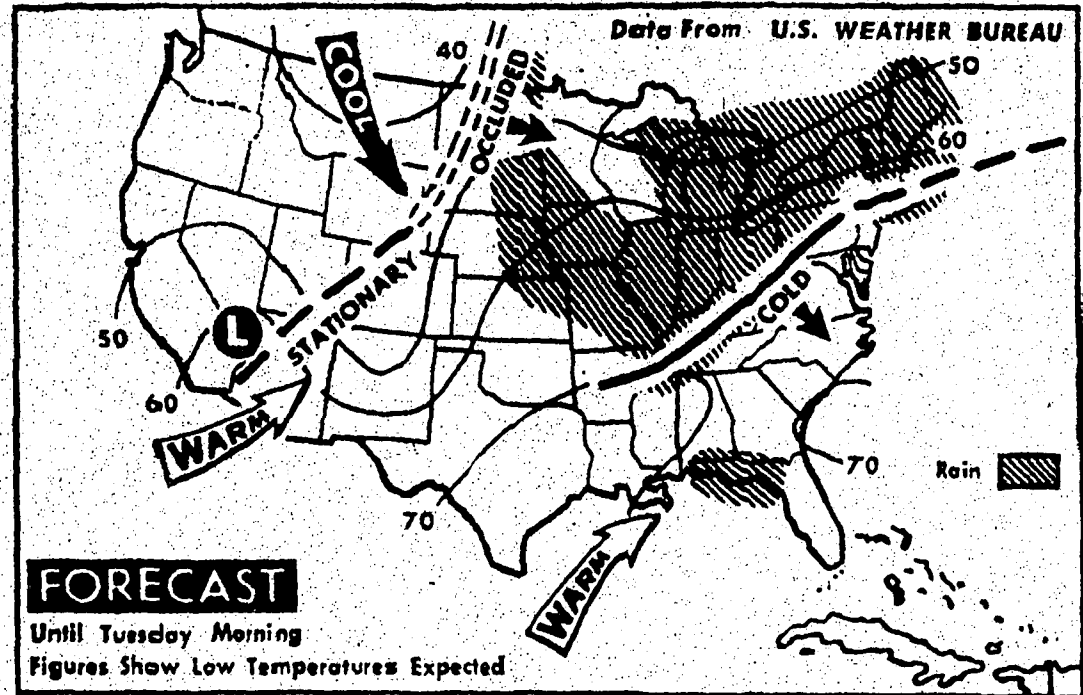 Data From U.S. WEATHER BUREAU
40
50
COOL
OCCLUDED
60
STATIONARY
COLD
L
50
60
WARM
70
70
Rain
WARM
FORECAST
Until Tuesday Morning
Figures Show Low Temperatures Expected